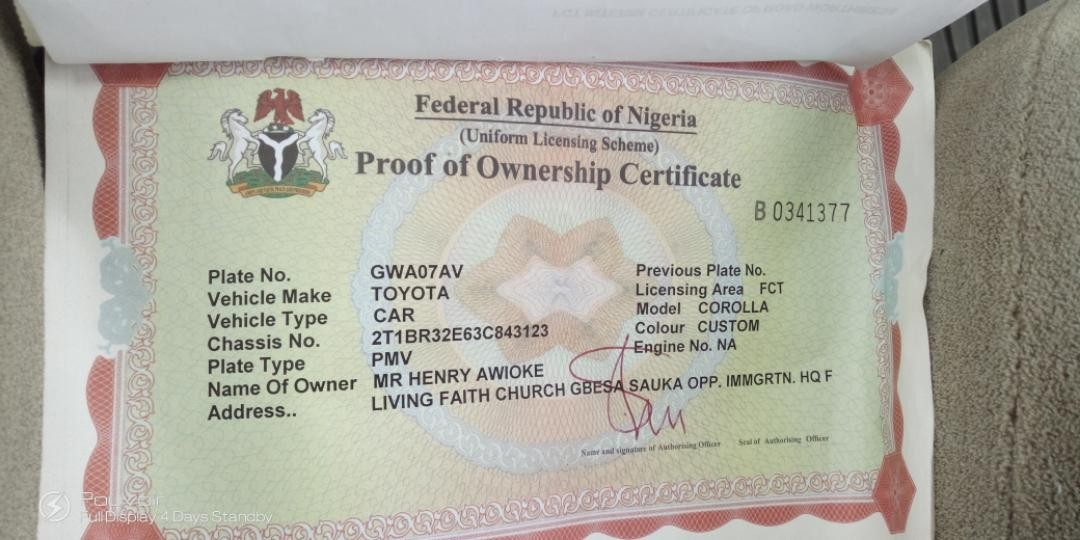 Federal Republic of Nigeria
(Uniform Licensing Scheme)
Proof of Ownership Certificate
B 0341377
Plate No. GWA07AV Previous Plate No.
Vehicle Make TOYOTA Licensing Area FCT
Vehicle Type CAR Model COROLLA
Chassis No. 2T1BR32E63C843123 Colour CUSTOM
Plate Type PMV Engine No. NA
Name Of Owner MR HENRY AWIOKE
Address.. LIVING FAITH CHURCH GBESA SAUKA OPP. IMMGRTN. HQ F
Name and signature of Authorising Officer Seal of Authorising Officer
Pouvoir
Full Display 4 Days Standby